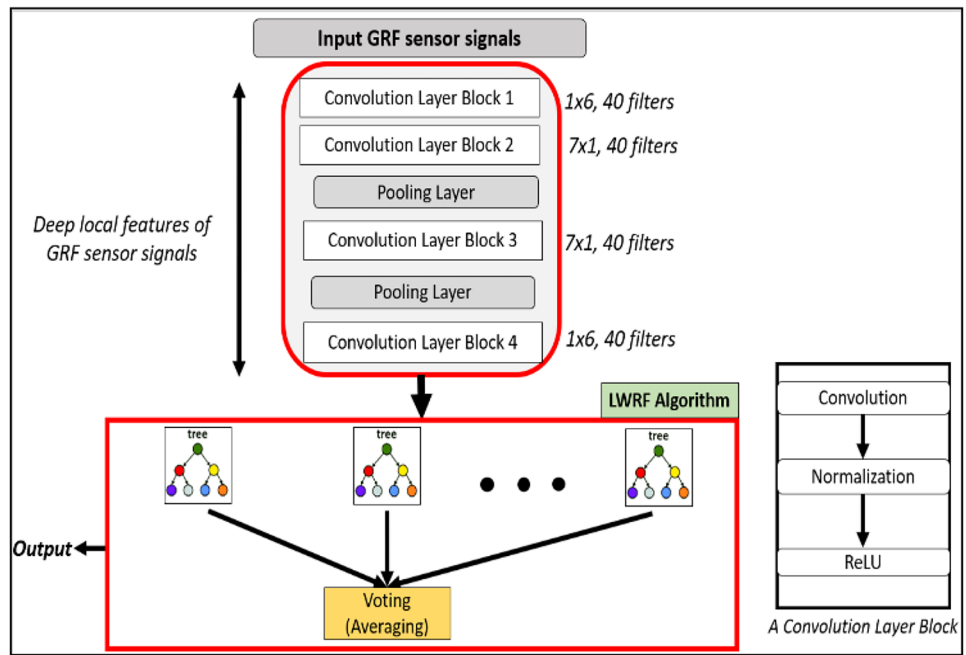 Input GRF sensor signals
Convolution Layer Block 1
1x6, 40 filters
Convolution Layer Block 2
7x1, 40 filters
Pooling Layer
Deep local features of
GRF sensor signals
Convolution Layer Block 3
7x1, 40 filters
Pooling Layer
Convolution Layer Block 4
1x6, 40 filters
LWRF Algorithm
tree
tree
tree
Output
Voting
(Averaging)
Convolution
Normalization
ReLU
A Convolution Layer Block